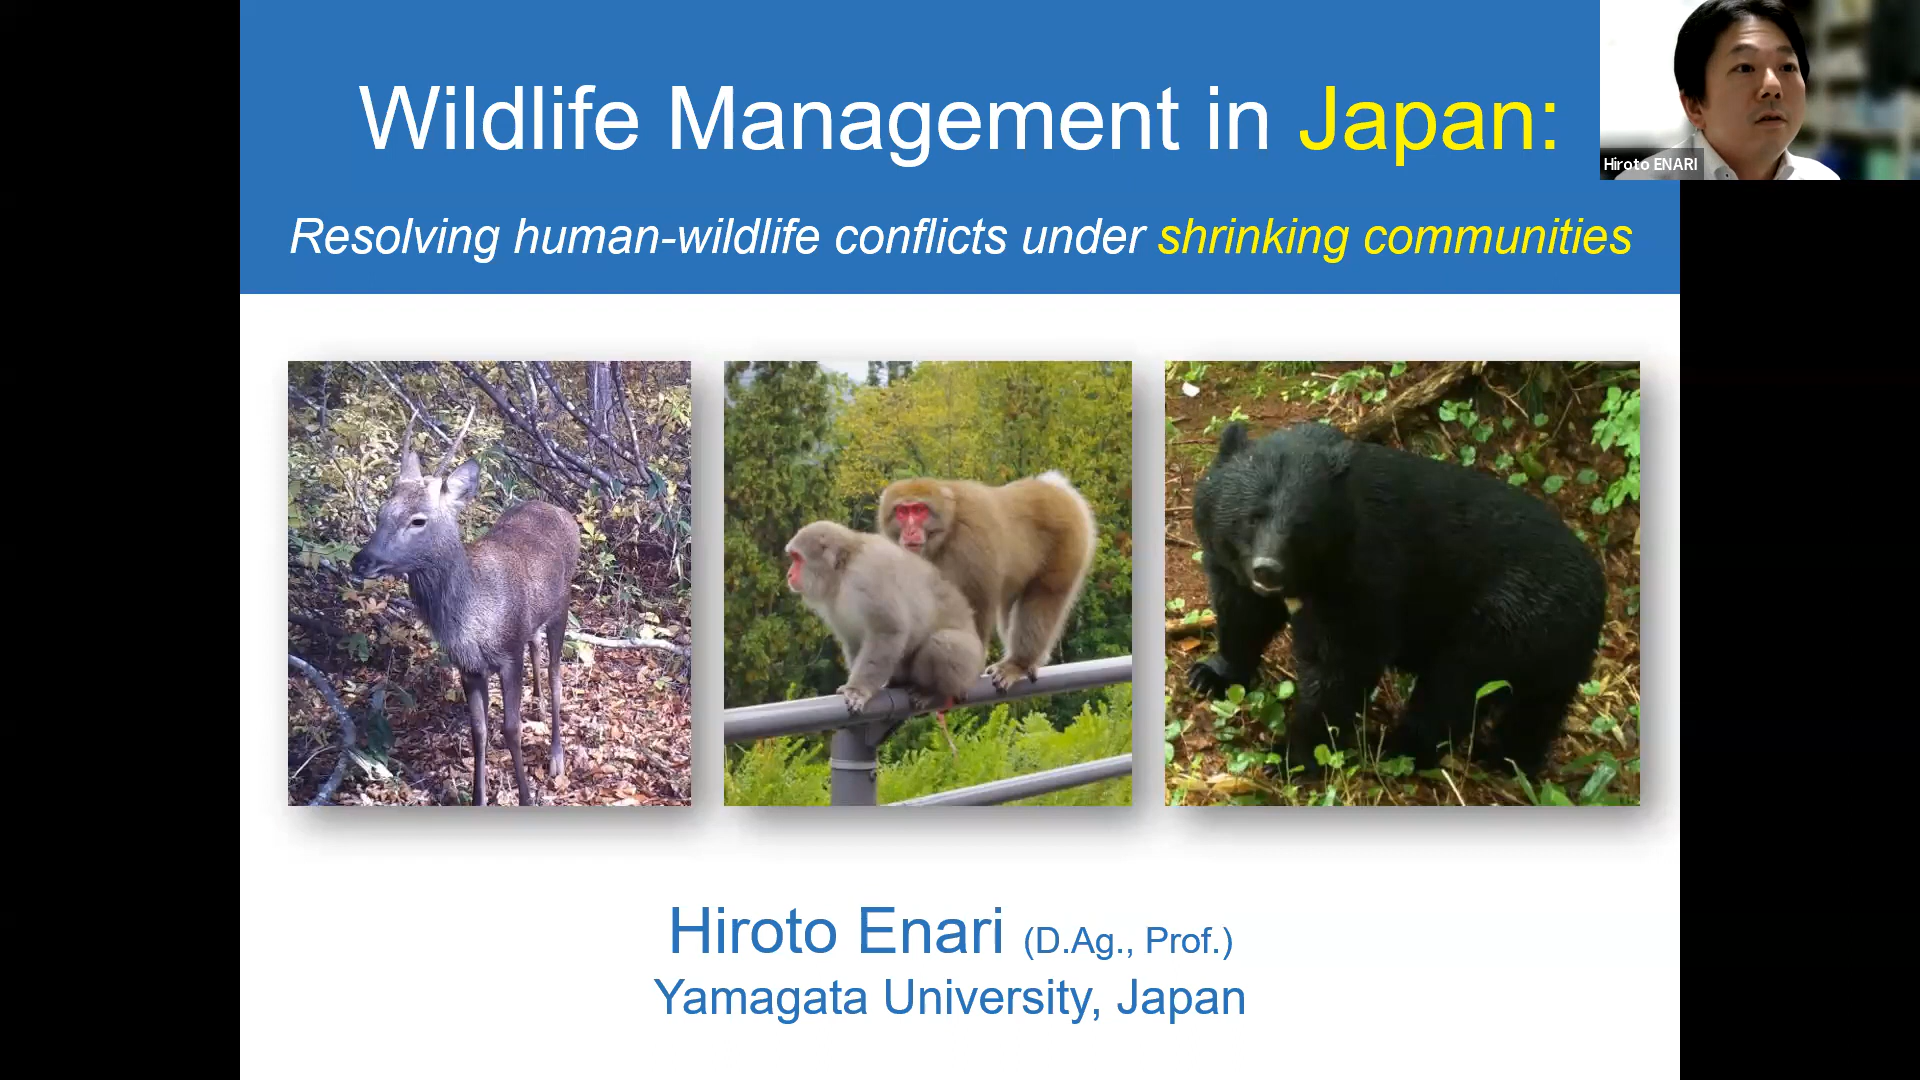 Wildlife Management in Japan:
Resolving human-wildlife conflicts under shrinking communities
Hiroto ENARI
Hiroto Enari (D.Ag., Prof.)
Yamagata University, Japan